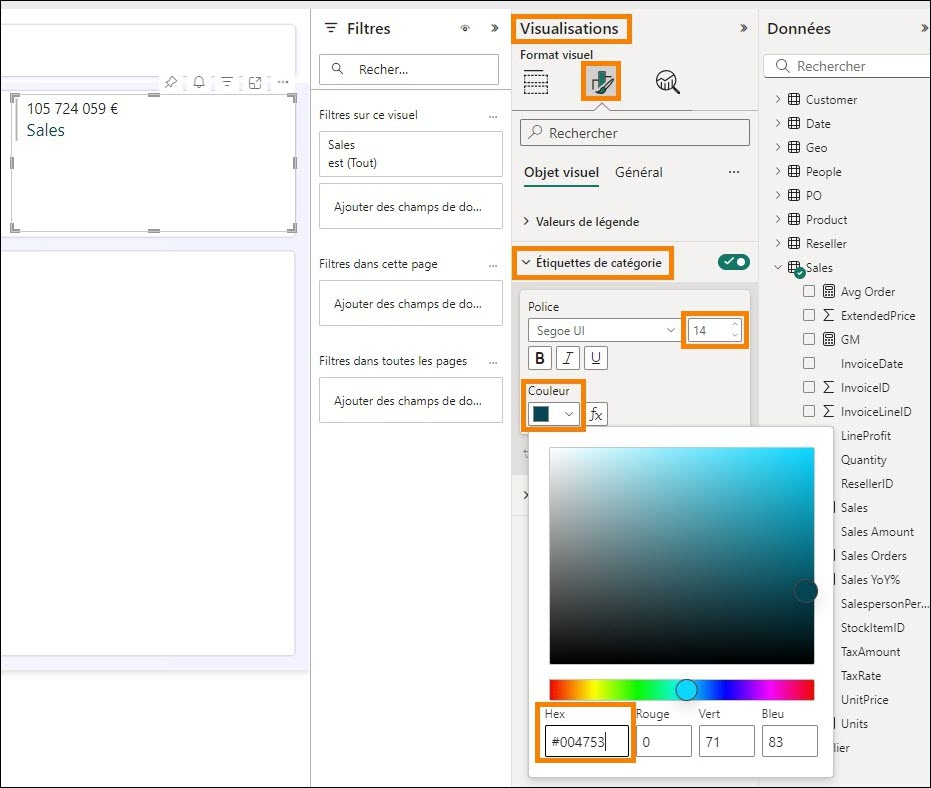 105 724 059 €
Sales
Filtres
Recher...
Filtres sur ce visuel
Sales
est (Tout)
Ajouter des champs de do...
Filtres dans cette page
Ajouter des champs de do...
Filtres dans toutes les pages
Ajouter des champs de do...
Visualisations
Format visuel
Rechercher
Objet visuel
Général
Valeurs de légende
Étiquettes de catégorie
Police
Segoe UI
14
B
I
U
Couleur
fx
Hex
Rouge
Vert
Bleu
#004753
0
71
83
Données
Rechercher
Customer
Date
Geo
People
PO
Product
Reseller
Sales
Avg Order
ExtendedPrice
GM
InvoiceDate
InvoiceID
InvoiceLineID
LineProfit
Quantity
ResellerID
Sales
Sales Amount
Sales Orders
Sales YoY%
SalespersonPer...
StockItemID
TaxAmount
TaxRate
UnitPrice
Units
lier